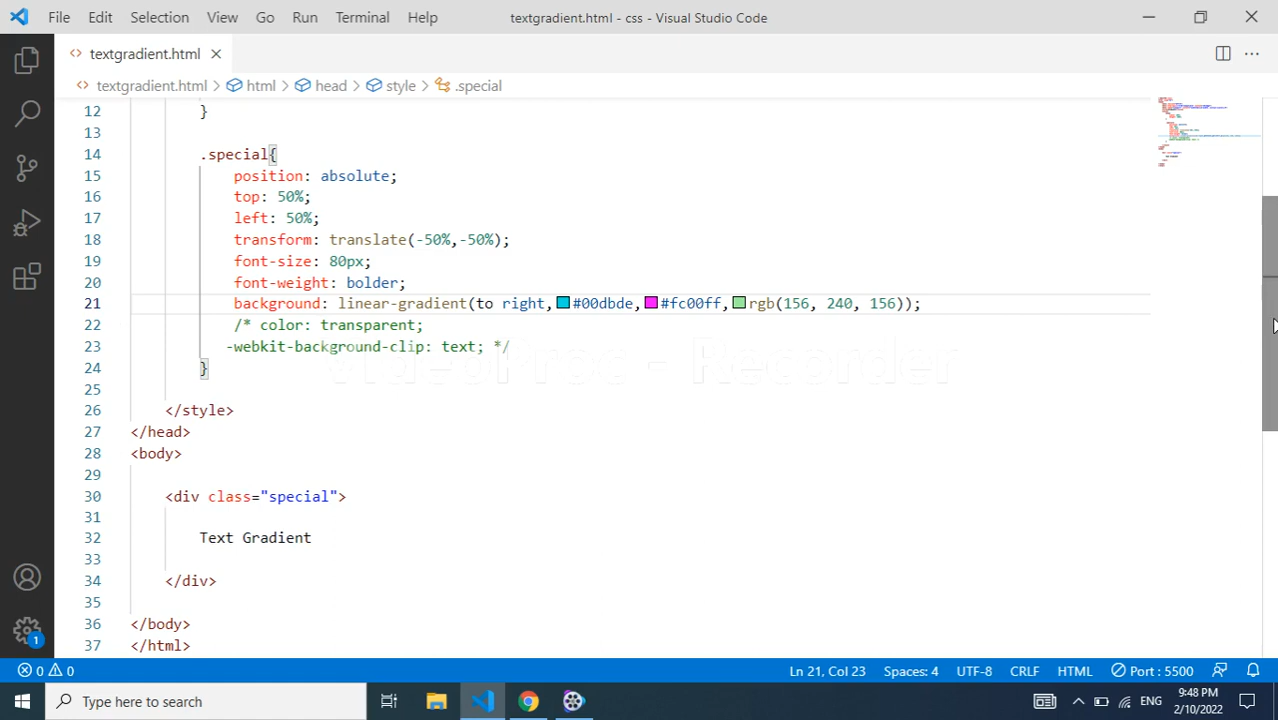 File Edit Selection View Go Run Terminal Help textgradient.html - css - Visual Studio Code
textgradient.html
textgradient.html > html > head > style > .special
12 }
13
14 .special{
15 position: absolute;
16 top: 50%;
17 left: 50%;
18 transform: translate(-50%,-50%);
19 font-size: 80px;
20 font-weight: bolder;
21 background: linear-gradient(to right,#00dbde,#fc00ff,rgb(156, 240, 156));
22 /* color: transparent;
23 -webkit-background-clip: text; */
24 }
25
26 </style>
27 </head>
28 <body>
29
30 <div class="special">
31
32 Text Gradient
33
34 </div>
35
36 </body>
37 </html>
VideoProc - Recorder
1
0 0 Ln 21, Col 23 Spaces: 4 UTF-8 CRLF HTML Port : 5500
Type here to search ENG 9:48 PM
2/10/2022